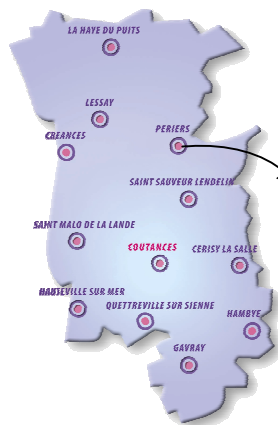 LA HAYE DU PUITS
LESSAY
CREANCES
PERIERS
SAINT SAUVEUR LENDELIN
SAINT MALO DE LA LANDE
COUTANCES
CERISY LA SALLE
HAUTEVILLE SUR MER
QUETTREVILLE SUR SIENNE
HAMBYE
GAVRAY